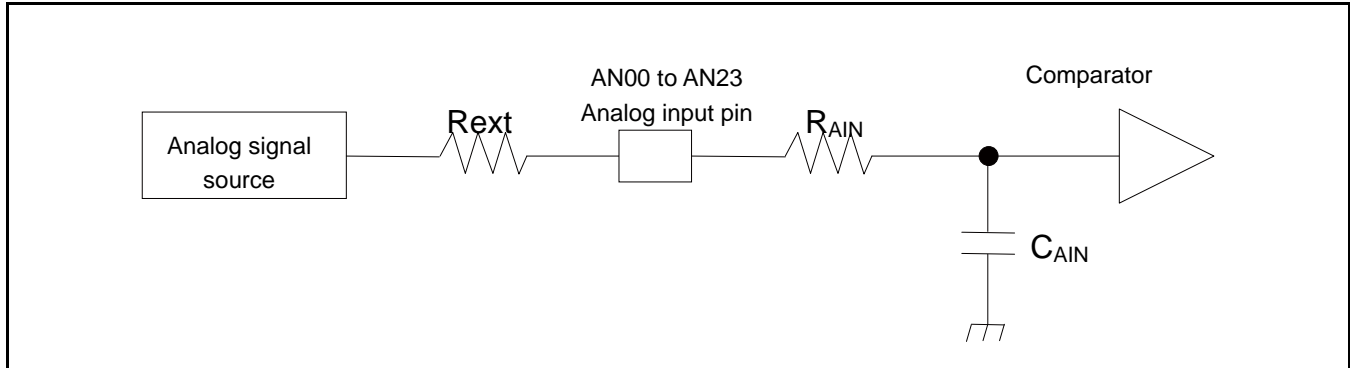 AN00 to AN23
Analog input pin
Comparator
Analog signal
source
Rext
RAIN
CAIN